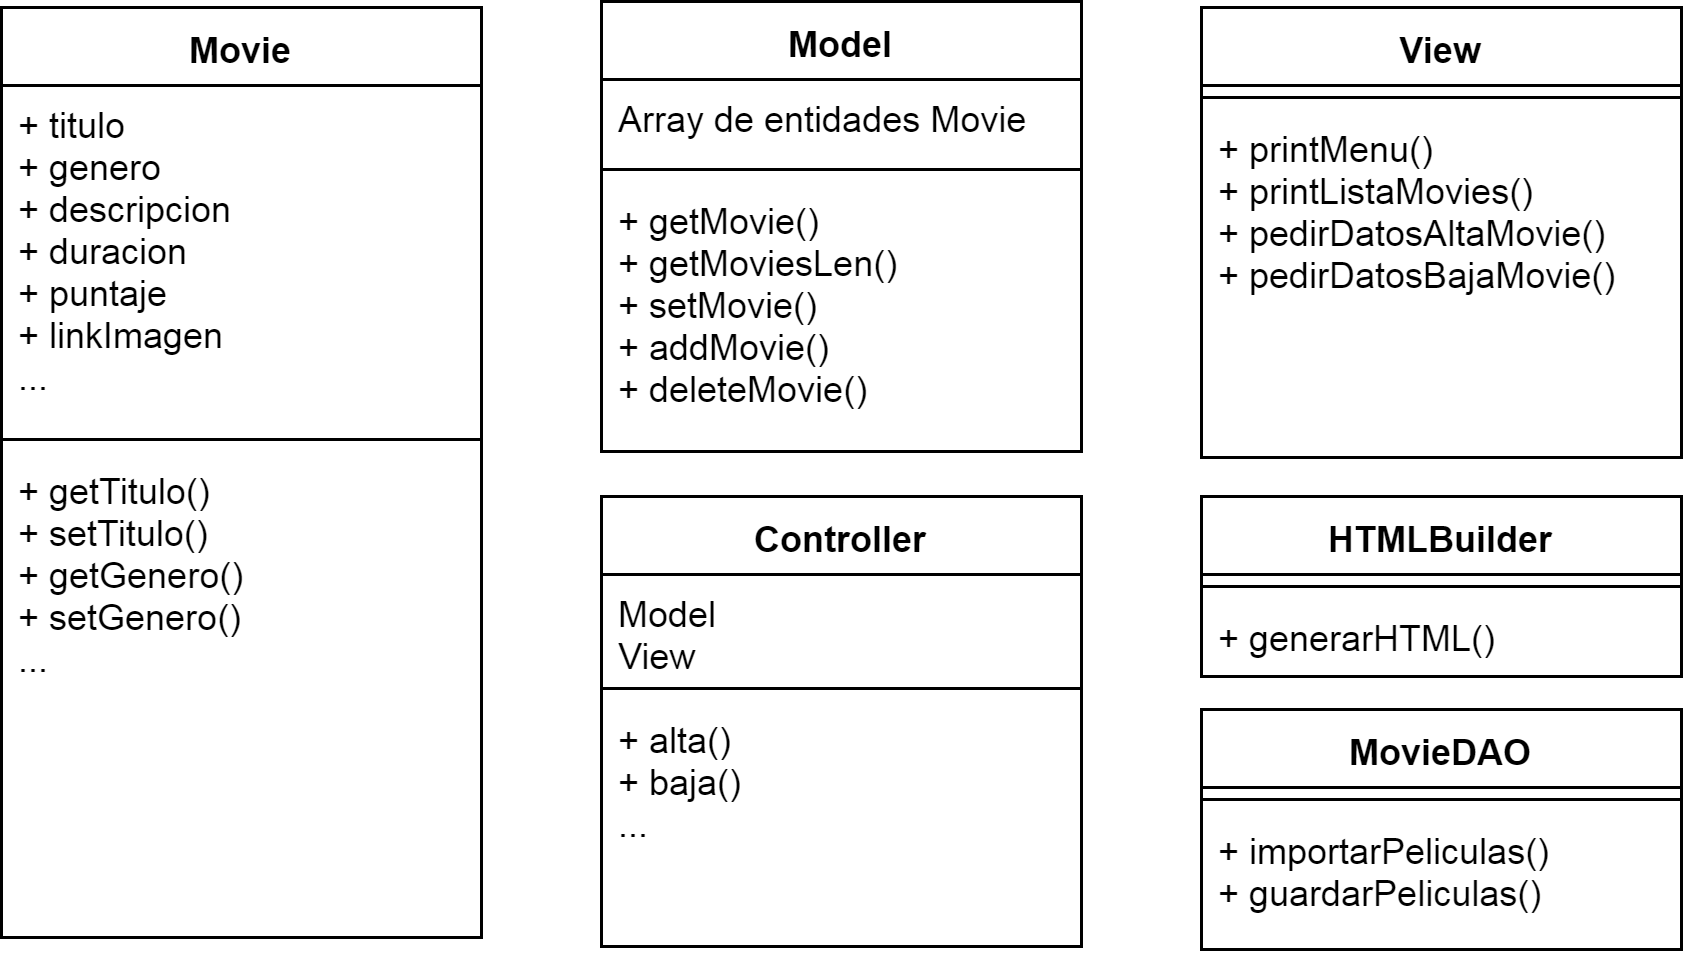 Movie
+ titulo
+ genero
+ descripcion
+ duracion
+ puntaje
+ linkImagen
...
+ getTitulo()
+ setTitulo()
+ getGenero()
+ setGenero()
...
Model
Array de entidades Movie
+ getMovie()
+ getMoviesLen()
+ setMovie()
+ addMovie()
+ deleteMovie()
Controller
Model
View
+ alta()
+ baja()
...
View
+ printMenu()
+ printListaMovies()
+ pedirDatosAltaMovie()
+ pedirDatosBajaMovie()
HTMLBuilder
+ generarHTML()
MovieDAO
+ importarPeliculas()
+ guardarPeliculas()